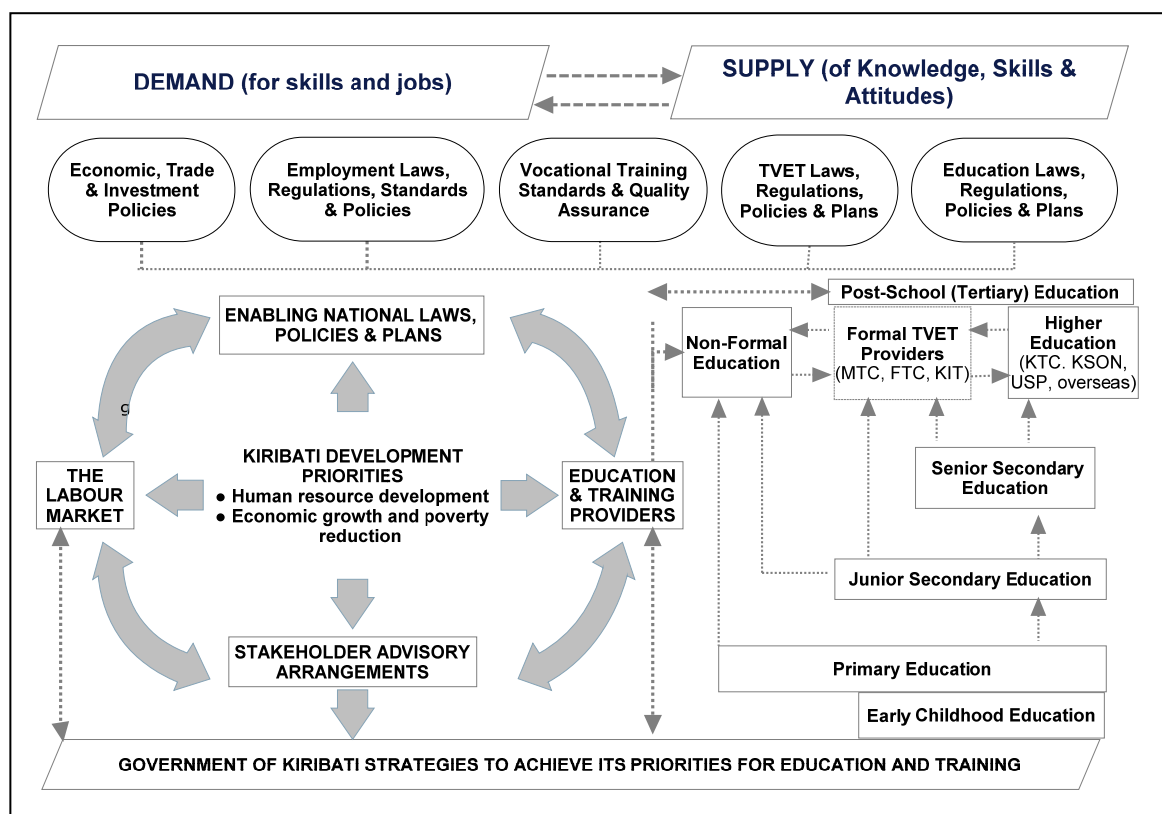 DEMAND (for skills and jobs)
SUPPLY (of Knowledge, Skills &
Attitudes)
Economic, Trade
& Investment
Policies
Employment Laws,
Regulations, Standards
& Policies
Vocational Training
Standards & Quality
Assurance
TVET Laws,
Regulations,
Policies & Plans
Education Laws,
Regulations,
Policies & Plans
ENABLING NATIONAL LAWS,
POLICIES & PLANS
Post-School (Tertiary) Education
Non-Formal
Education
Formal TVET
Providers
(MTC, FTC, KIT)
Higher
Education
(KTC. KSON,
USP, overseas)
g
THE
LABOUR
MARKET
KIRIBATI DEVELOPMENT
PRIORITIES
● Human resource development
● Economic growth and poverty
reduction
EDUCATION
& TRAINING
PROVIDERS
Senior Secondary
Education
Junior Secondary Education
STAKEHOLDER ADVISORY
ARRANGEMENTS
Primary Education
Early Childhood Education
GOVERNMENT OF KIRIBATI STRATEGIES TO ACHIEVE ITS PRIORITIES FOR EDUCATION AND TRAINING